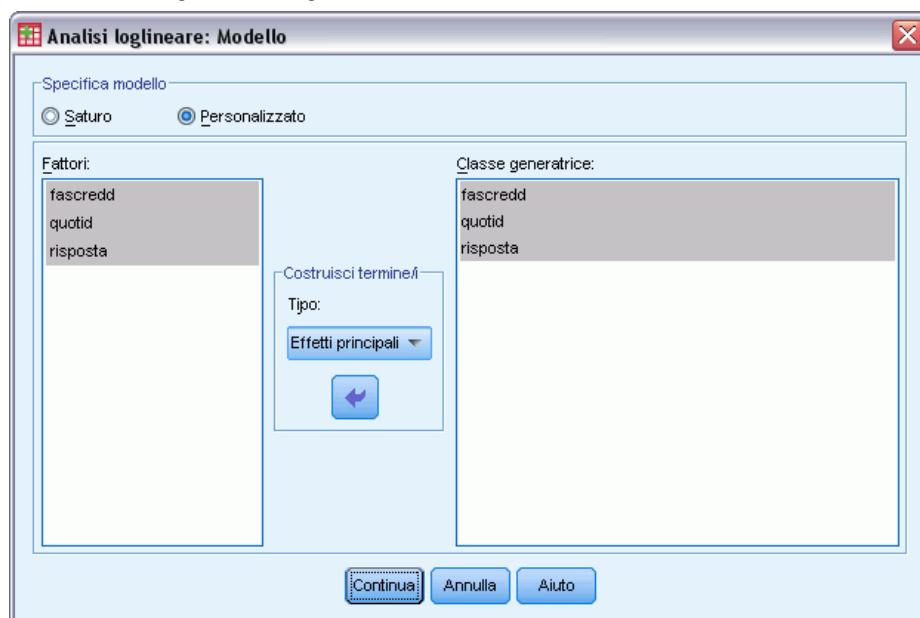 Analisi loglineare: Modello
Specifica modello
Saturo
Personalizzato
Fattori:
fascredd
quotid
risposta
Costruisci termine/i
Tipo:
Effetti principali
Classe generatrice:
fascredd
quotid
risposta
Continua
Annulla
Aiuto